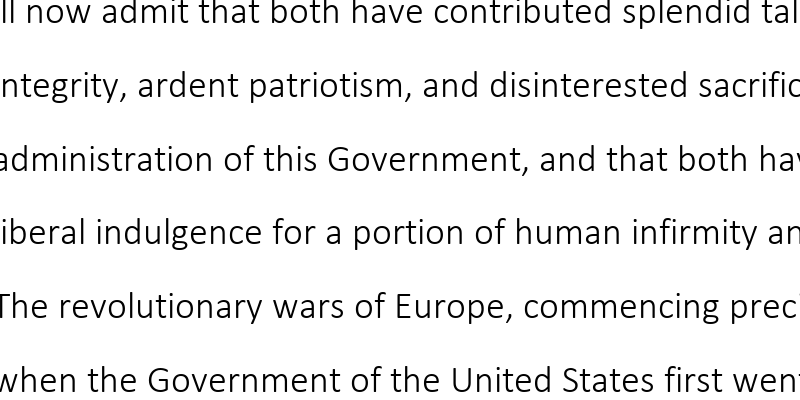 ll now admit that both have contributed splendid tal
ntegrity, ardent patriotism, and disinterested sacrific
administration of this Government, and that both hav
iberal indulgence for a portion of human infirmity an
The revolutionary wars of Europe, commencing preci
when the Government of the United States first went